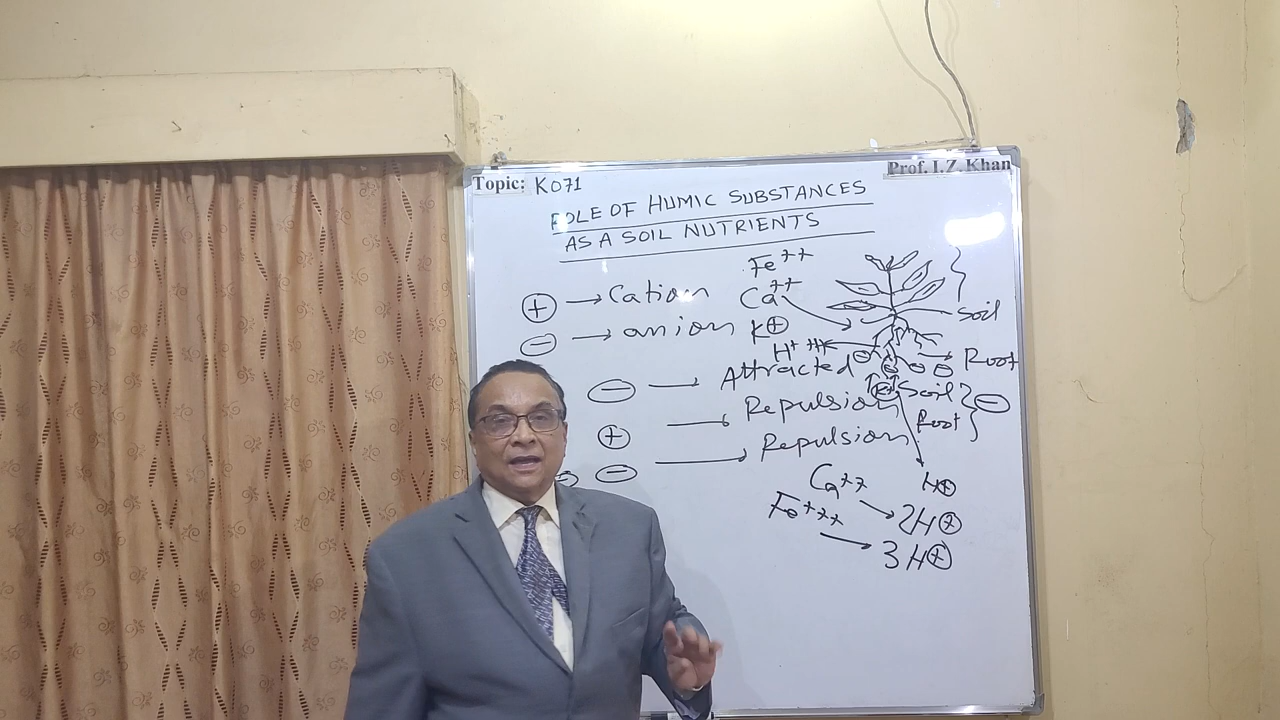 Prof. I.Z. Khan
Topic: K071
ROLE OF HUMIC SUBSTANCES
AS A SOIL NUTRIENTS
Fe++
+ → Cation Ca++
- → anion K+
Soil
H+
- → Attracted
Root
+ → Repulsion
Soil
Root
-
- → Repulsion
Ca++ → 2H+
H+
Fe+++ → 3H+